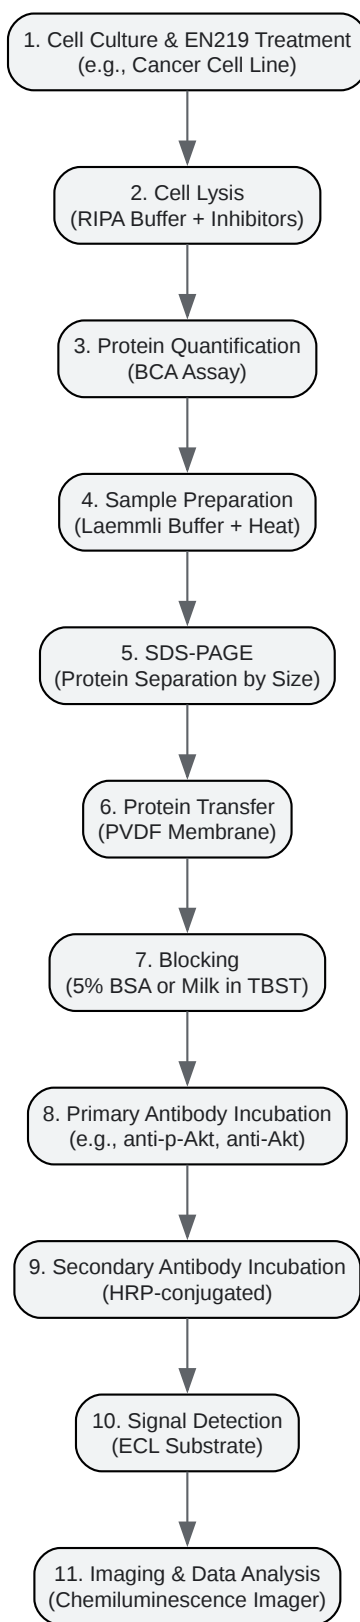 1. Cell Culture & EN219 Treatment
(e.g., Cancer Cell Line)
2. Cell Lysis
(RIPA Buffer + Inhibitors)
3. Protein Quantification
(BCA Assay)
4. Sample Preparation
(Laemmli Buffer + Heat)
5. SDS-PAGE
(Protein Separation by Size)
6. Protein Transfer
(PVDF Membrane)
7. Blocking
(5% BSA or Milk in TBST)
8. Primary Antibody Incubation
(e.g., anti-p-Akt, anti-Akt)
9. Secondary Antibody Incubation
(HRP-conjugated)
10. Signal Detection
(ECL Substrate)
11. Imaging & Data Analysis
(Chemiluminescence Imager)